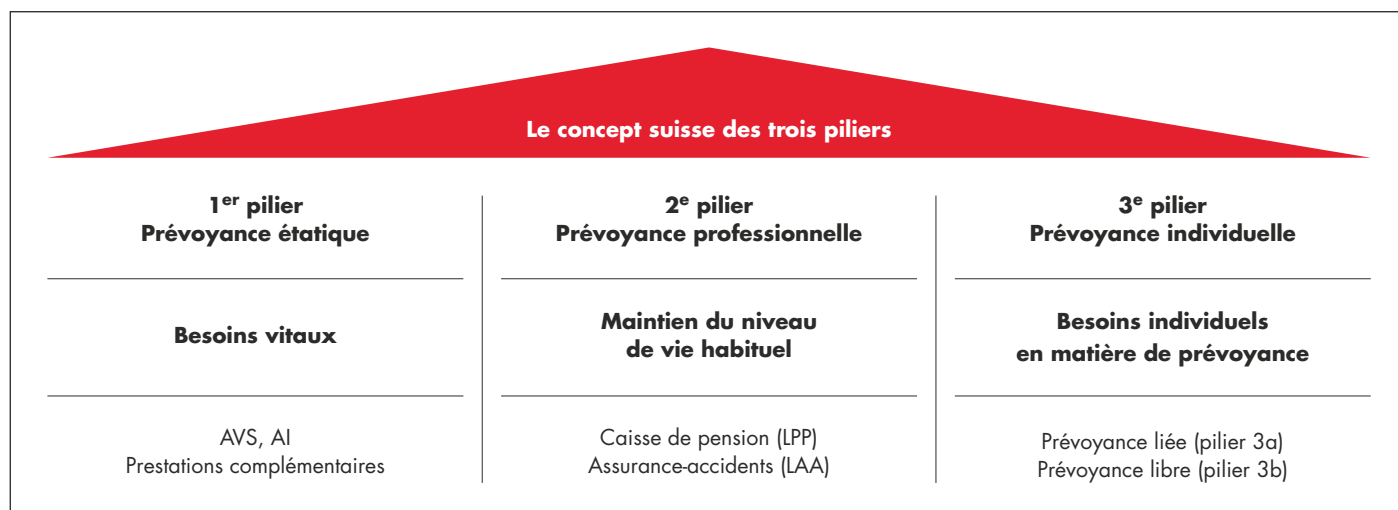 Le concept suisse des trois piliers
1er pilier
Prévoyance étatique
2e pilier
Prévoyance professionnelle
3e pilier
Prévoyance individuelle
Besoins vitaux
Maintien du niveau
de vie habituel
Besoins individuels
en matière de prévoyance
AVS, AI
Prestations complémentaires
Caisse de pension (LPP)
Assurance-accidents (LAA)
Prévoyance liée (pilier 3a)
Prévoyance libre (pilier 3b)